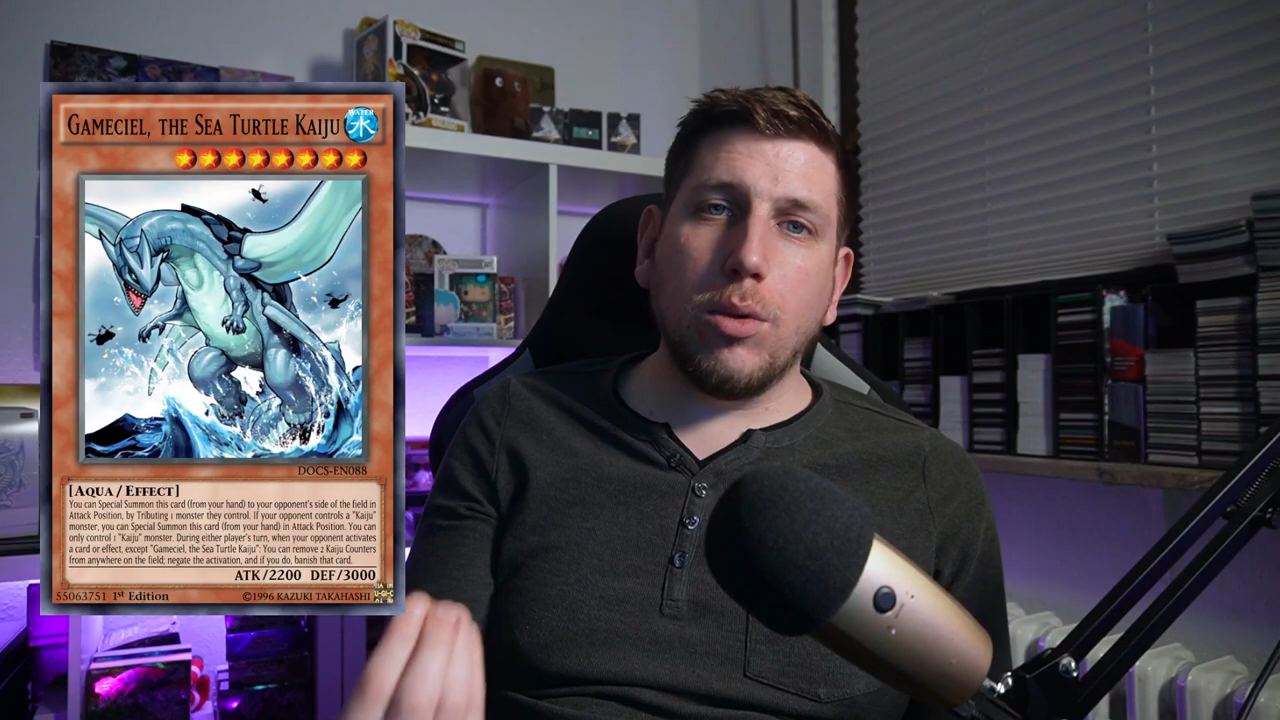 GAMECIEL, THE SEA TURTLE KAIJU
WATER
水
DOCS-EN088
[AQUA / EFFECT]
You can Special Summon this card (from your hand) to your opponent's side of the field in
Attack Position, by Tributing 1 monster they control. If your opponent controls a "Kaiju"
monster, you can Special Summon this card (from your hand) in Attack Position. You can
only control 1 "Kaiju" monster. During either player's turn, when your opponent activates
a card or effect, except "Gameciel, the Sea Turtle Kaiju": You can remove 2 Kaiju Counters
from anywhere on the field; negate the activation, and if you do, banish that card.
ATK/2200 DEF/3000
55063751 1st Edition ©1996 KAZUKI TAKAHASHI